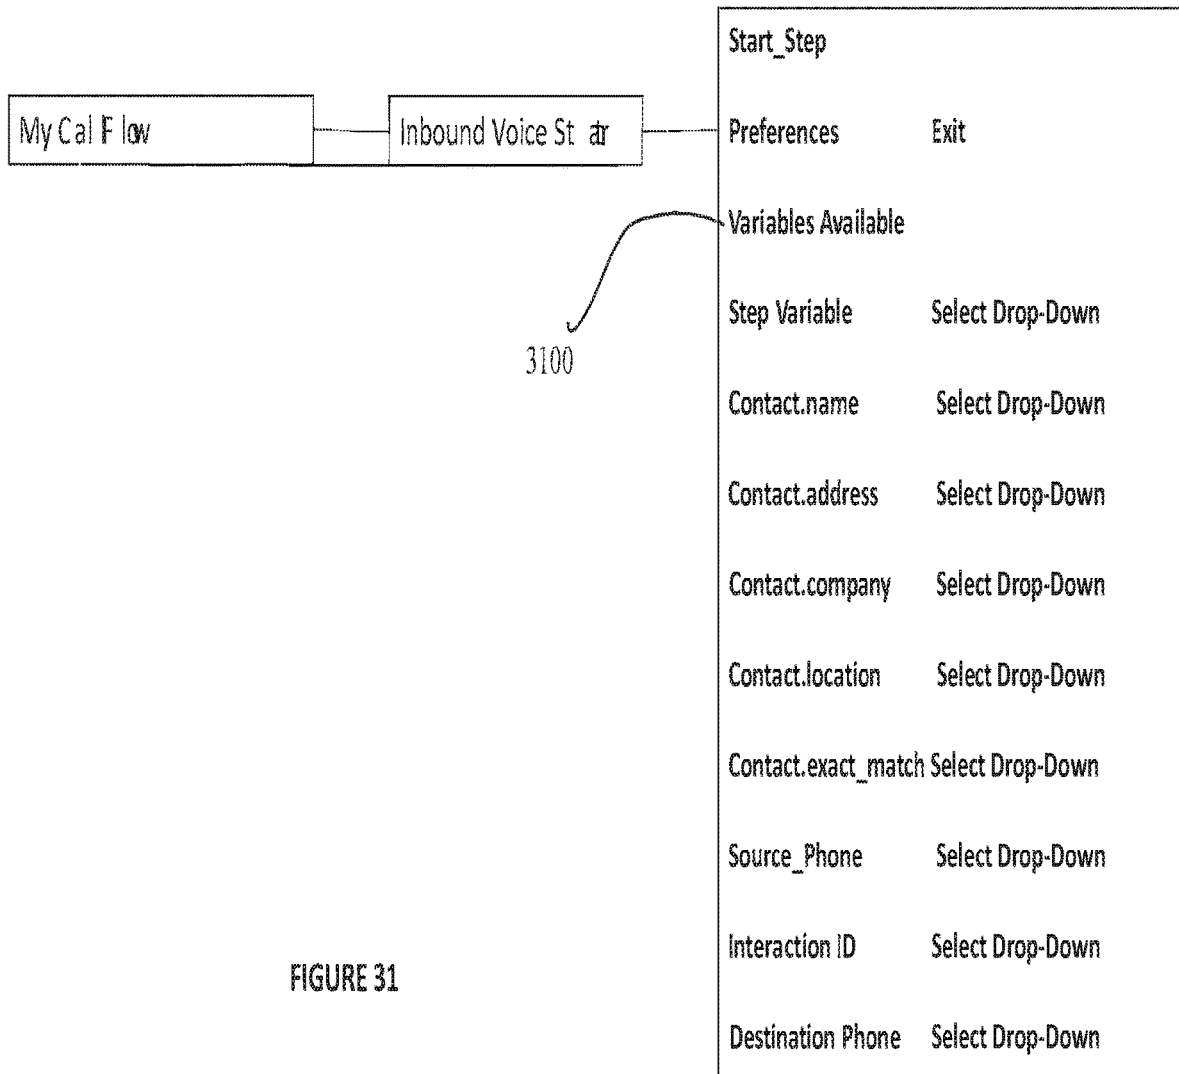 Start_Step
My Cal lF low
Inbound Voice St atr
Preferences Exit
Variables Available
3100
Step Variable Select Drop-Down
Contact.name Select Drop-Down
Contact.address Select Drop-Down
Contact.company Select Drop-Down
Contact.location Select Drop-Down
Contact.exact_match Select Drop-Down
Source_Phone Select Drop-Down
Interaction ID Select Drop-Down
Destination Phone Select Drop-Down
FIGURE 31